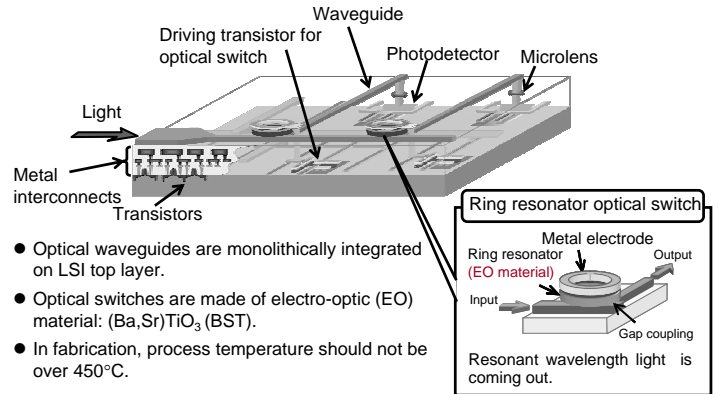 Driving transistor for
optical switch
Waveguide
Photodetector
Microlens
Light
Metal
interconnects
Transistors
● Optical waveguides are monolithically integrated
on LSI top layer.
● Optical switches are made of electro-optic (EO)
material: (Ba,Sr)TiO₃ (BST).
● In fabrication, process temperature should not be
over 450°C.
Ring resonator optical switch
Metal electrode
Ring resonator
(EO material)
Output
Input
Gap coupling
Resonant wavelength light is
coming out.